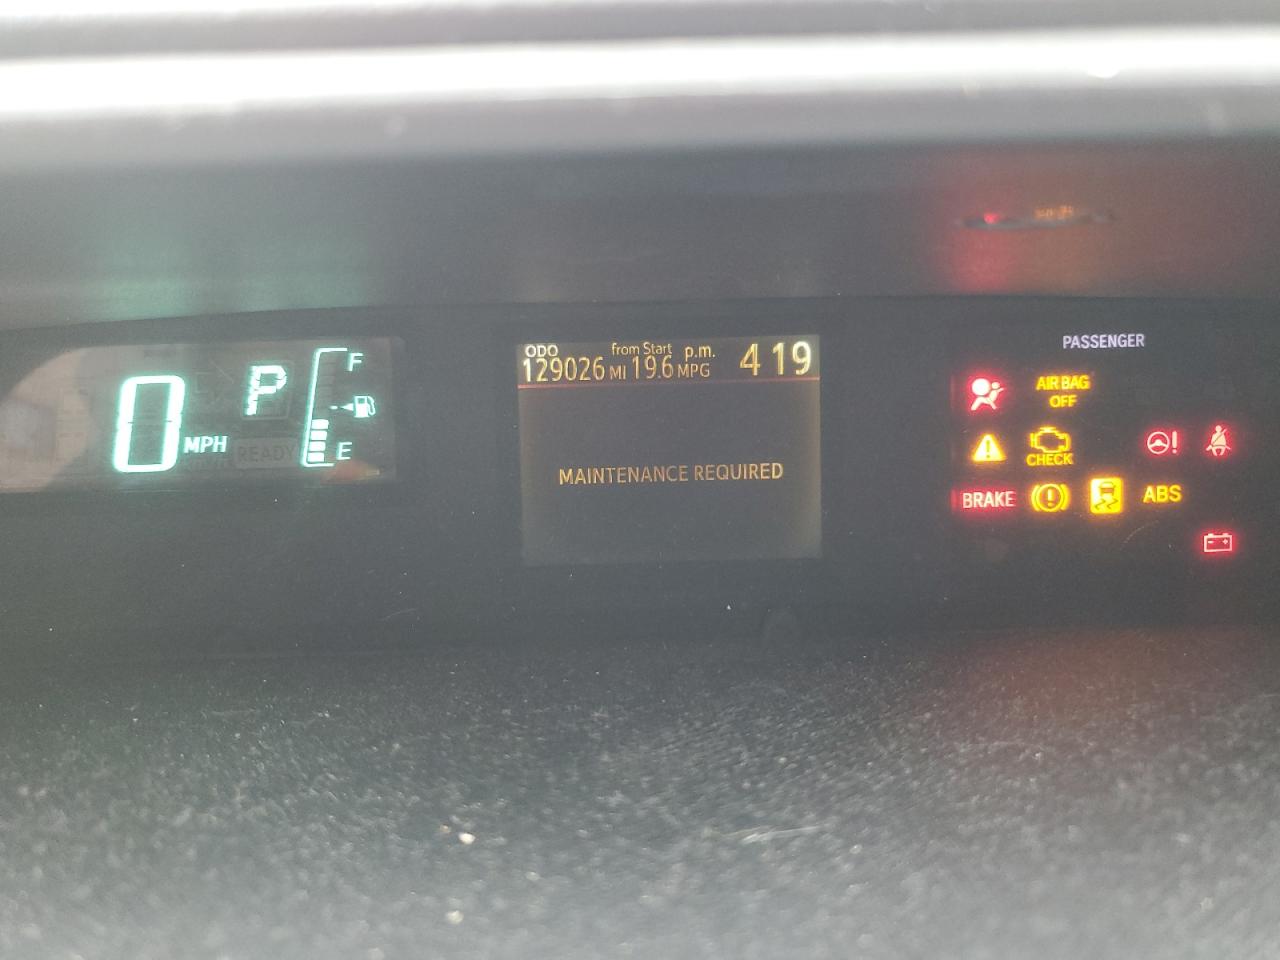 0 MPH
P
READY
F
E
ODO from Start p.m.
129026 MI 19.6 MPG 4 19
MAINTENANCE REQUIRED
PASSENGER
AIR BAG
OFF
CHECK
BRAKE
ABS